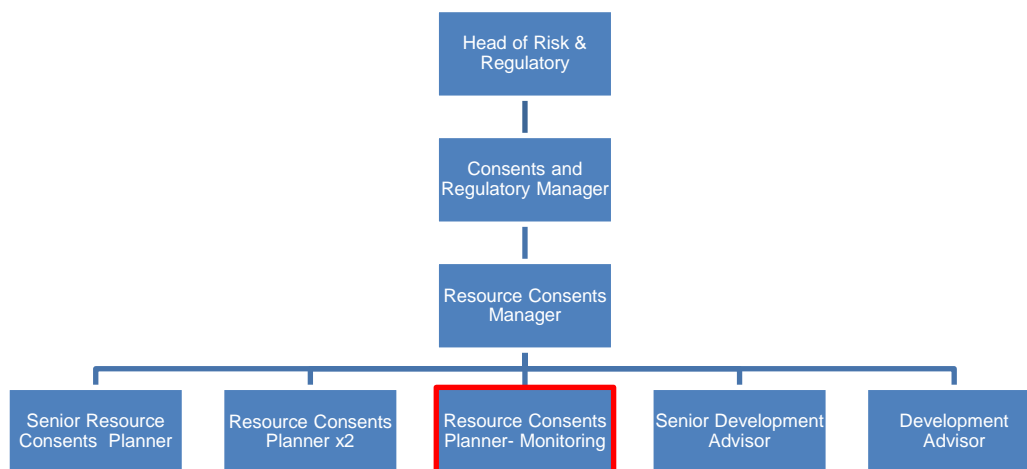 Head of Risk &
Regulatory
Consents and
Regulatory Manager
Resource Consents
Manager
Senior Resource
Consents Planner
Resource Consents
Planner x2
Resource Consents
Planner- Monitoring
Senior Development
Advisor
Development
Advisor